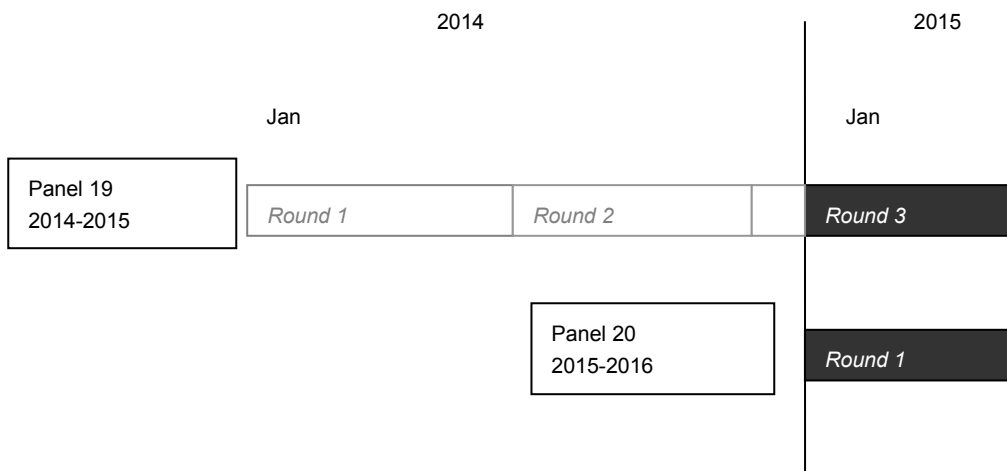 2014 2015
Jan Jan
Panel 19
2014-2015
Round 1 Round 2 Round 3
Panel 20
2015-2016
Round 1